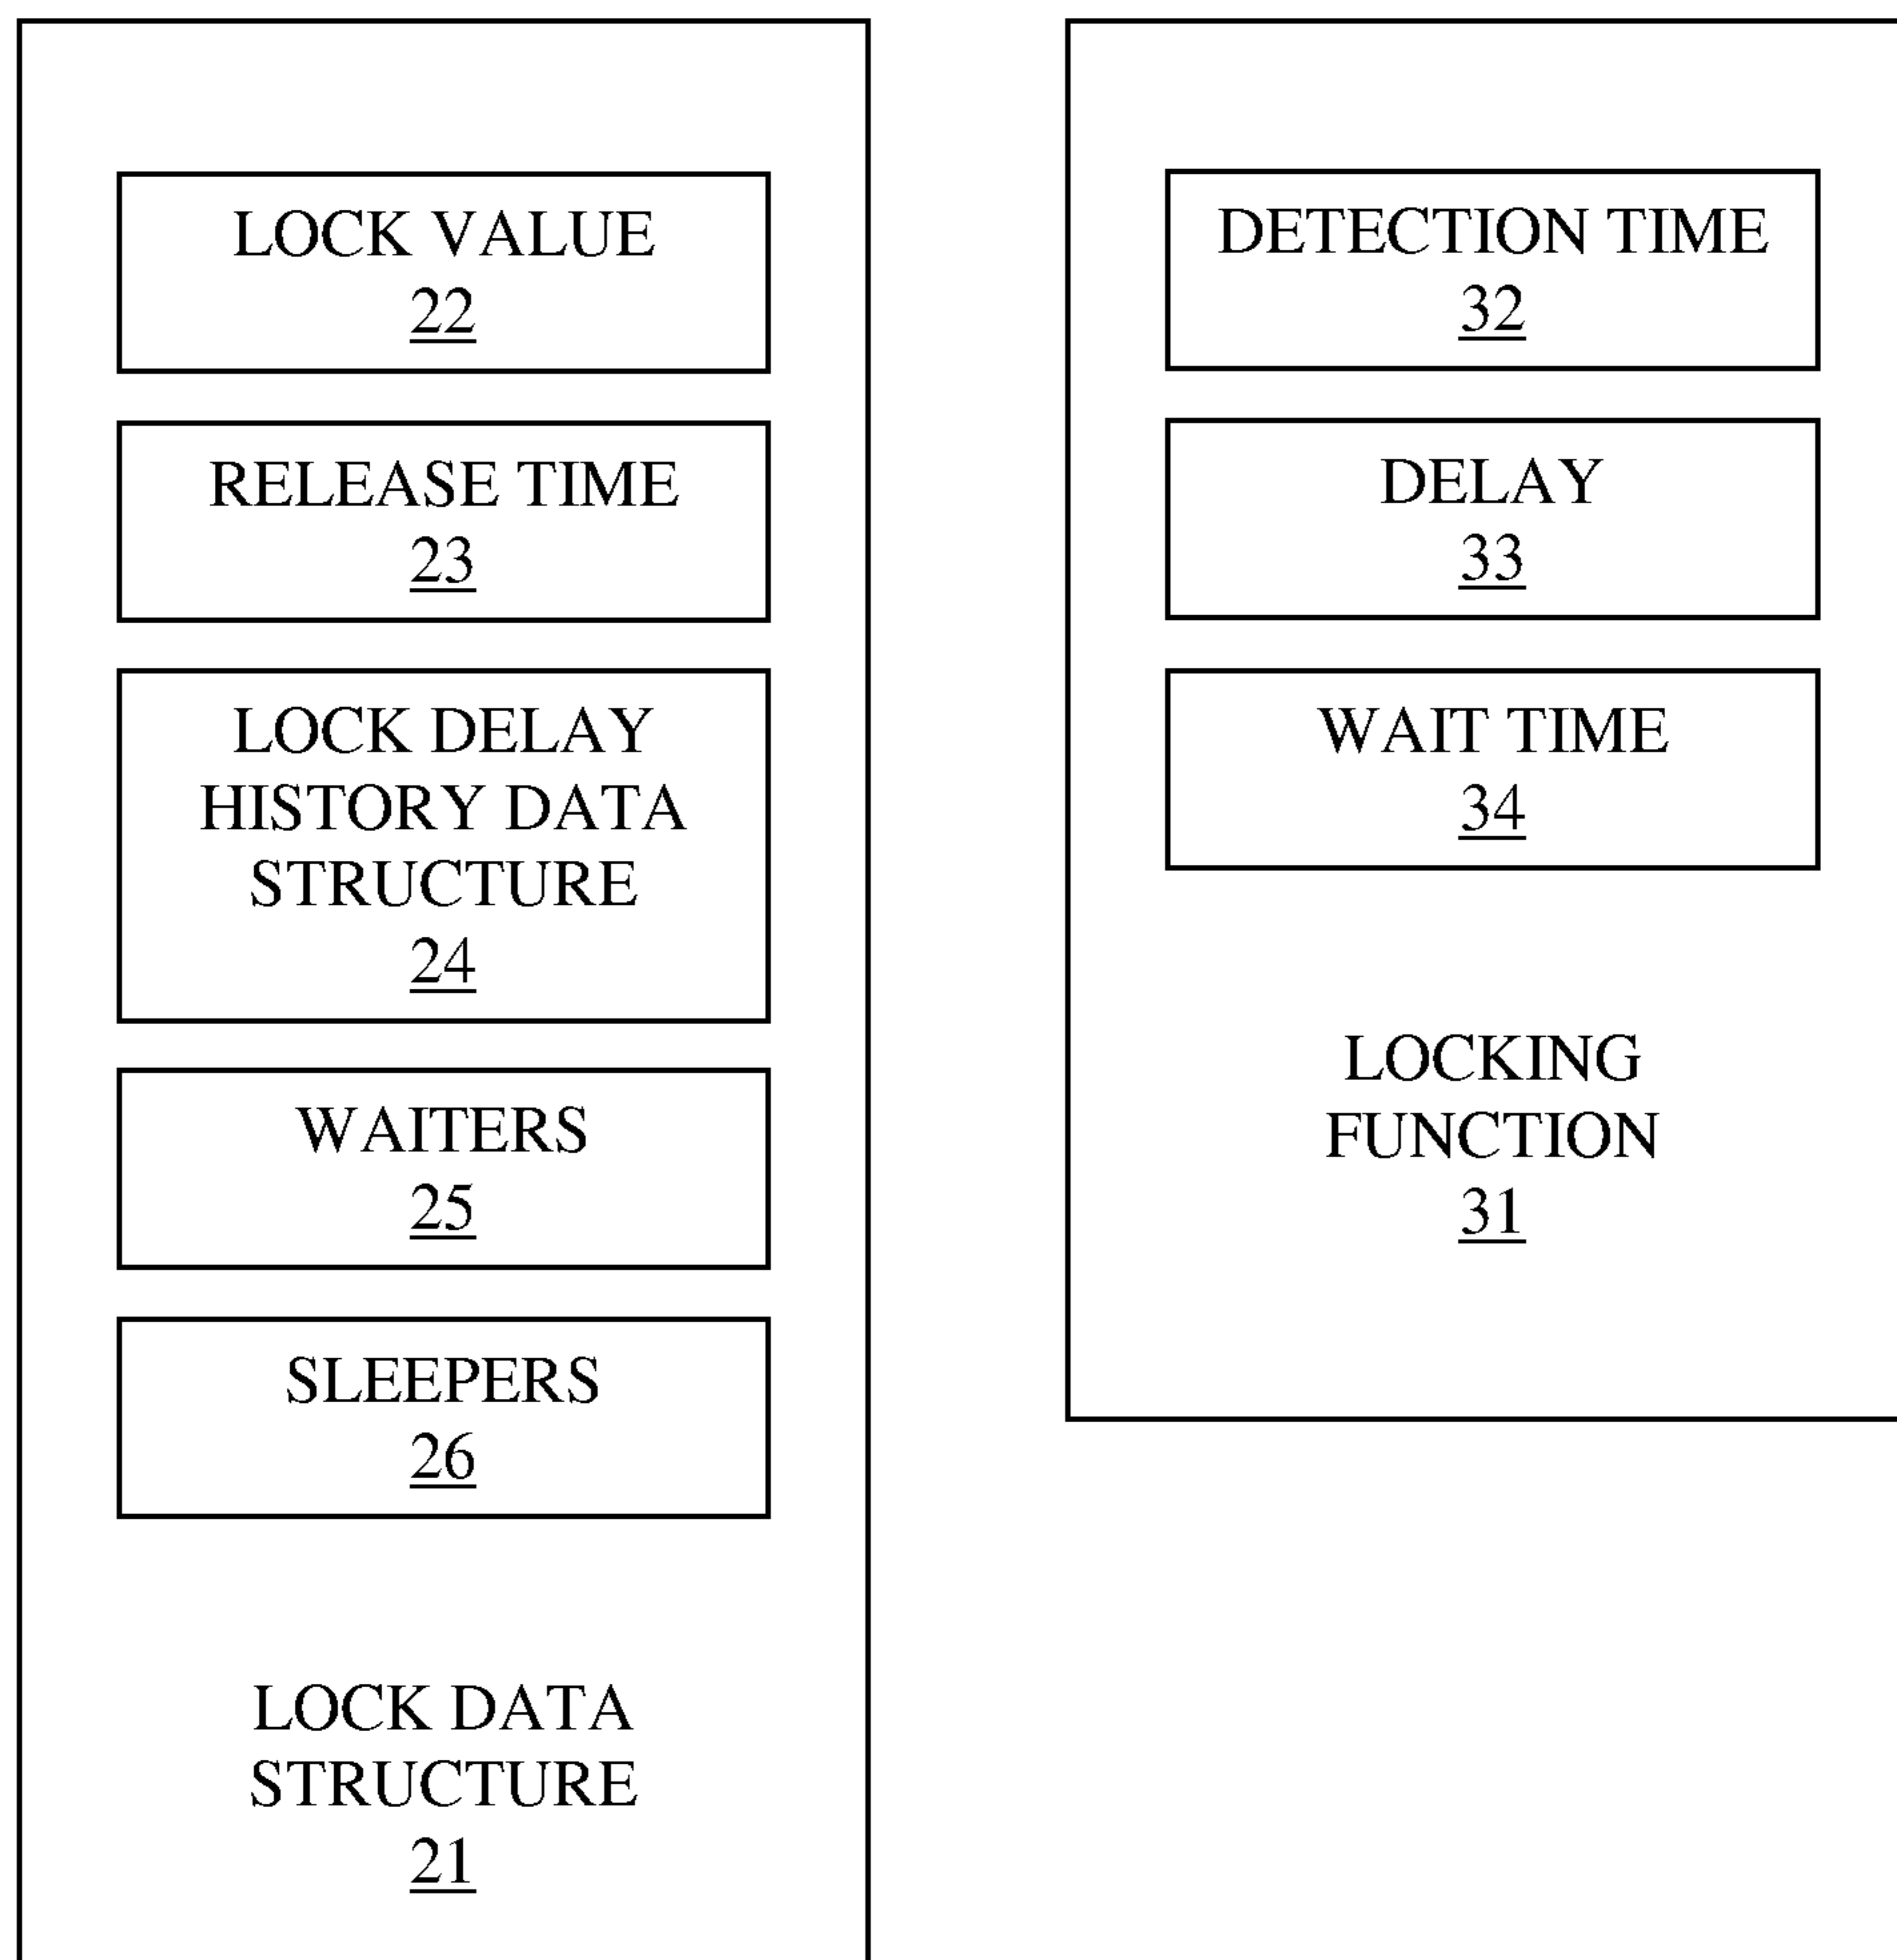 LOCK VALUE
22
RELEASE TIME
23
LOCK DELAY
HISTORY DATA
STRUCTURE
24
WAITERS
25
SLEEPERS
26
LOCK DATA
STRUCTURE
21
DETECTION TIME
32
DELAY
33
WAIT TIME
34
LOCKING
FUNCTION
31